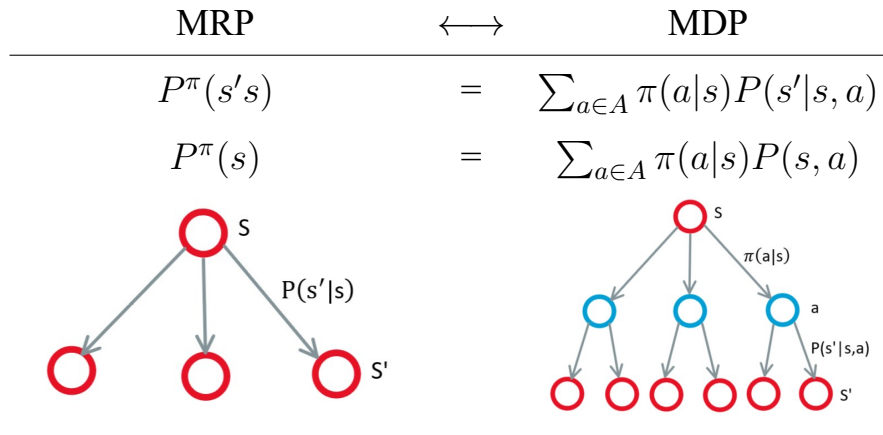 MRP ⟷ MDP
P^π(s's) = ∑_{a∈A} π(a|s)P(s'|s, a)
P^π(s) = ∑_{a∈A} π(a|s)P(s, a)
S
P(s'|s)
S'
s
π(a|s)
a
P(s'|s,a)
S'